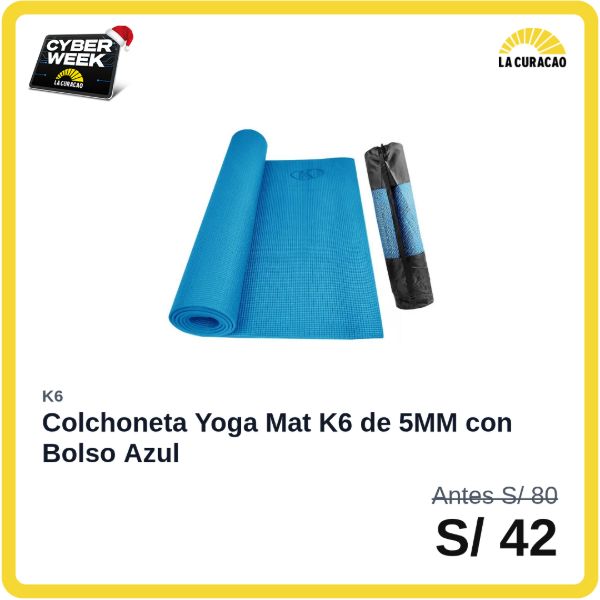 CYBER
WEEK
LA CURACAO
LA CURACAO
K6
Colchoneta Yoga Mat K6 de 5MM con
Bolso Azul
Antes S/ 80
S/ 42